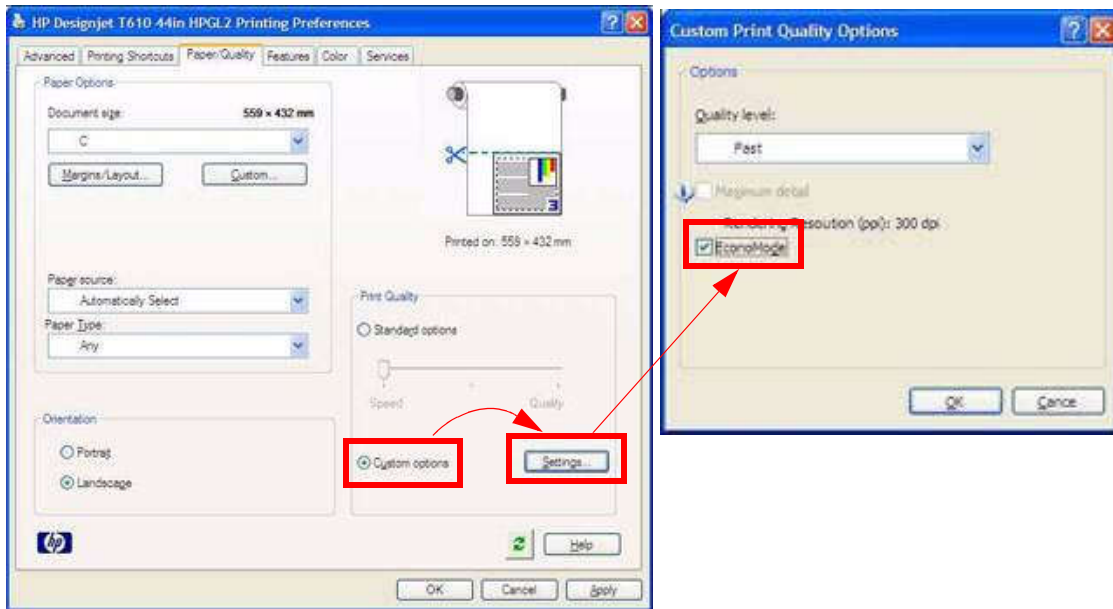 HP Designjet T610 44in HPGL2 Printing Preferences
Advanced Printing Shortcuts Paper/Quality Features Color Services
Paper Options
Document size: 559 × 432 mm
C
Margins/Layout... Custom...
Printed on: 559 × 432 mm
Paper source:
Automatically Select
Paper Type:
Any
Print Quality
Standard options
Speed Quality
Custom options Settings...
Orientation
Portrait
Landscape
hp
Help
OK Cancel Apply
3
Custom Print Quality Options
Options
Quality level:
Fast
Maximum detail
Rendering Resolution (ppi): 300 dpi
EconoMode
OK Cance